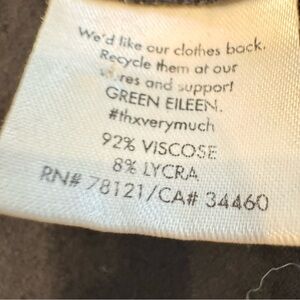 We'd like our clothes back.
Recycle them at our
stores and support
GREEN EILEEN.
#thxverymuch
92% VISCOSE
8% LYCRA
RN# 78121/CA# 34460